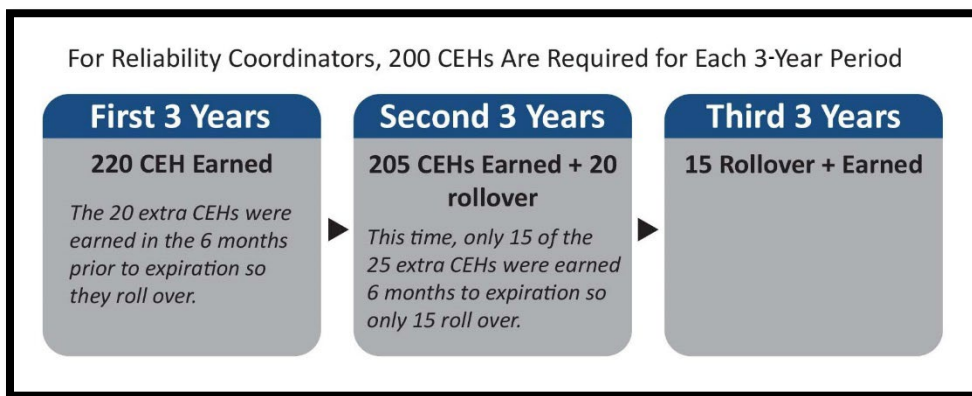 For Reliability Coordinators, 200 CEHs Are Required for Each 3-Year Period
First 3 Years
220 CEH Earned
The 20 extra CEHs were
earned in the 6 months
prior to expiration so
they roll over.
Second 3 Years
205 CEHs Earned + 20
rollover
This time, only 15 of the
25 extra CEHs were earned
6 months to expiration so
only 15 roll over.
Third 3 Years
15 Rollover + Earned